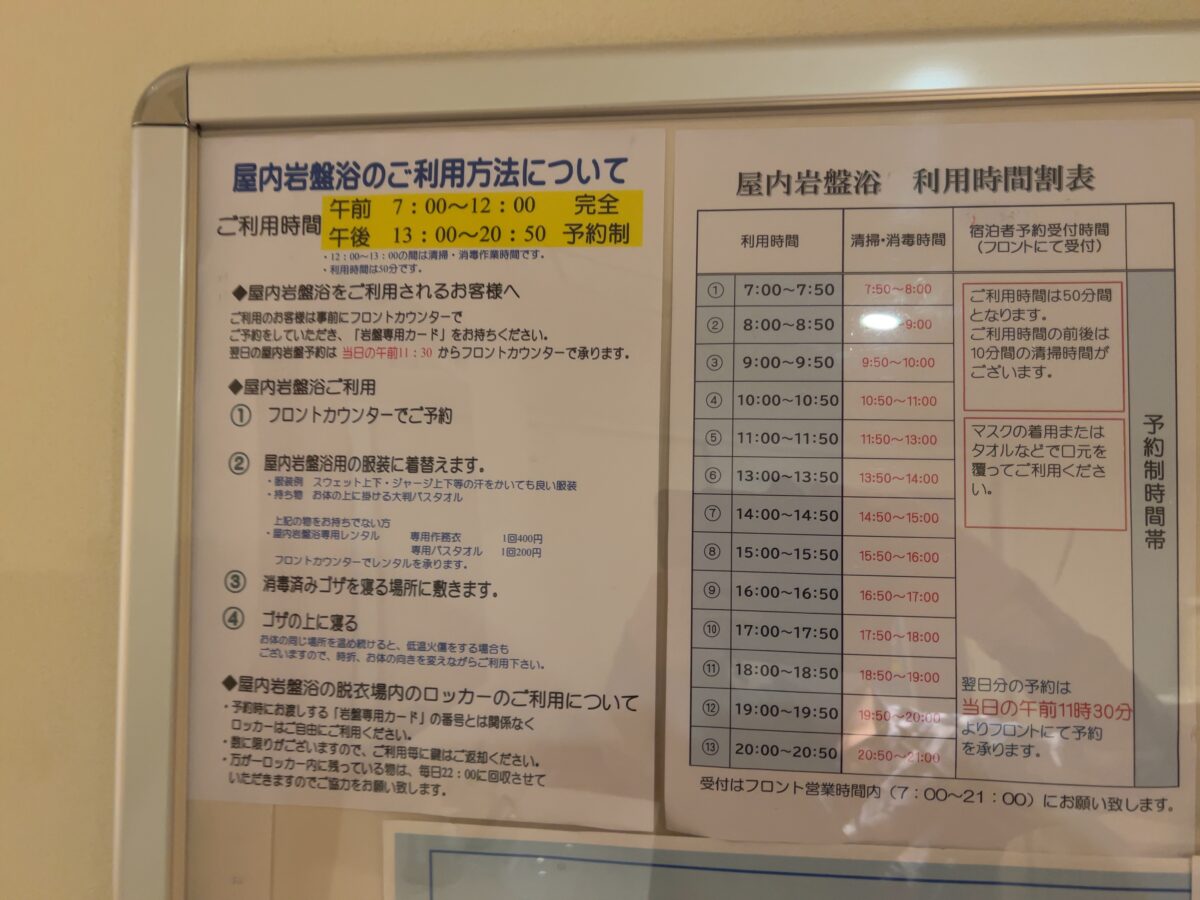 屋内岩盤浴のご利用方法について
ご利用時間
午前 7：00～12：00 完全
午後 13：00～20：50 予約制
・12：00～13：00の間は清掃・消毒作業時間です。
・利用時間は50分です。
◆屋内岩盤浴をご利用されるお客様へ
ご利用のお客様は事前にフロントカウンターで
ご予約をしていただき、「岩盤専用カード」をお持ちください。
翌日の屋内岩盤予約は 当日の午前11：30 からフロントカウンターで承ります。
◆屋内岩盤浴ご利用
① フロントカウンターでご予約
② 屋内岩盤浴用の服装に着替えます。
・服装例 スウェット上下・ジャージ上下等の汗をかいても良い服装
・持ち物 お体の上に掛ける大判バスタオル
上記の物をお持ちでない方
・屋内岩盤浴専用レンタル 専用作務衣 1回400円
専用バスタオル 1回200円
フロントカウンターでレンタルを承ります。
③ 消毒済みゴザを寝る場所に敷きます。
④ ゴザの上に寝る
お体の同じ場所を温め続けると、低温火傷をする場合も
ございますので、時折、お体の向きを変えながらご利用下さい。
◆屋内岩盤浴の脱衣場内のロッカーのご利用について
・予約時にお渡しする「岩盤専用カード」の番号とは関係なく
ロッカーはご自由にご利用ください。
・数に限りがございますので、ご利用毎に鍵はご返却ください。
・万がーロッカー内に残っている物は、毎日22：00に回収させて
いただきますのでご協力をお願い致します。
屋内岩盤浴 利用時間割表
利用時間 清掃・消毒時間 宿泊者予約受付時間
（フロントにて受付）
① 7:00～7:50 7:50～8:00
② 8:00～8:50 ～9:00
③ 9:00～9:50 9:50～10:00
④ 10:00～10:50 10:50～11:00
⑤ 11:00～11:50 11:50～13:00
⑥ 13:00～13:50 13:50～14:00
⑦ 14:00～14:50 14:50～15:00
⑧ 15:00～15:50 15:50～16:00
⑨ 16:00～16:50 16:50～17:00
⑩ 17:00～17:50 17:50～18:00
⑪ 18:00～18:50 18:50～19:00
⑫ 19:00～19:50 19:50～20:00
⑬ 20:00～20:50 20:50～21:00
ご利用時間は50分間
となります。
ご利用時間の前後は
10分間の清掃時間が
ございます。
マスクの着用または
タオルなどで口元を
覆ってご利用くださ
い。
翌日分の予約は
当日の午前11時30分
よりフロントにて予約
を承ります。
予約制時間帯
受付はフロント営業時間内（7：00～21：00）にお願い致します。